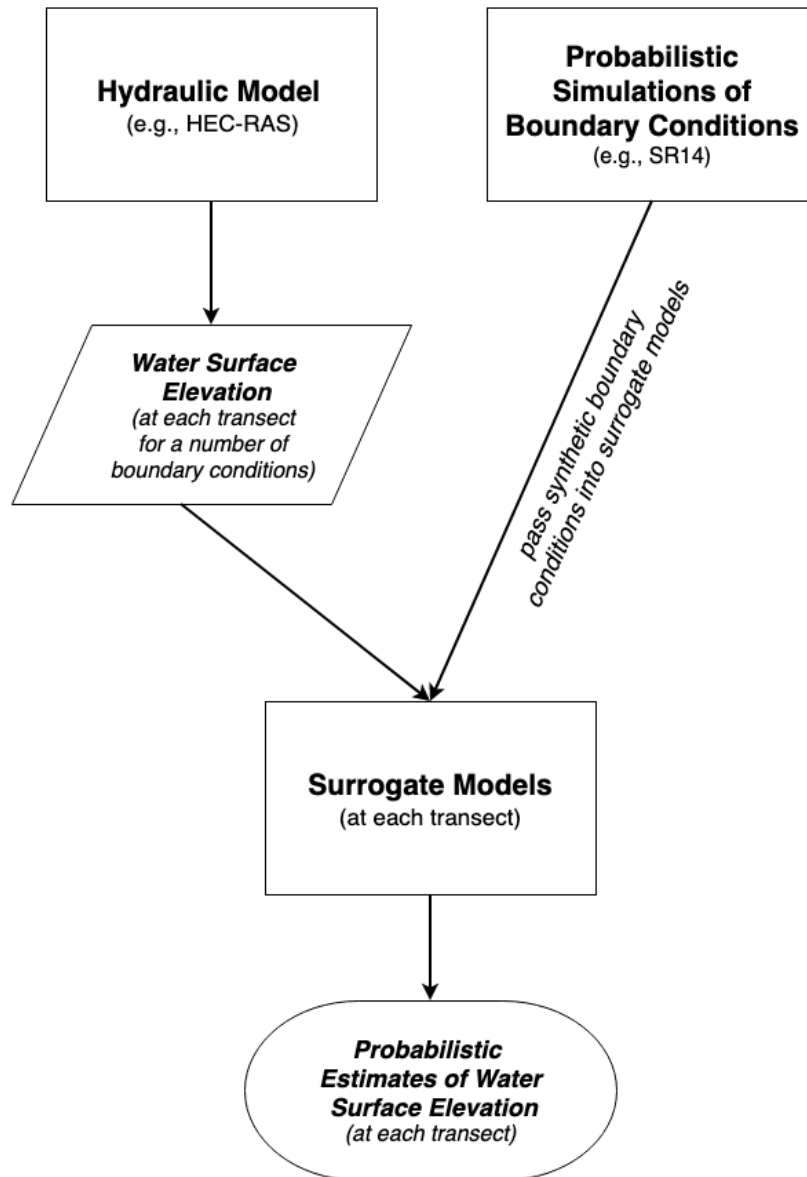 Hydraulic Model
(e.g., HEC-RAS)
Probabilistic
Simulations of
Boundary Conditions
(e.g., SR14)
Water Surface
Elevation
(at each transect
for a number of
boundary conditions)
pass synthetic boundary
conditions into surrogate models
Surrogate Models
(at each transect)
Probabilistic
Estimates of Water
Surface Elevation
(at each transect)